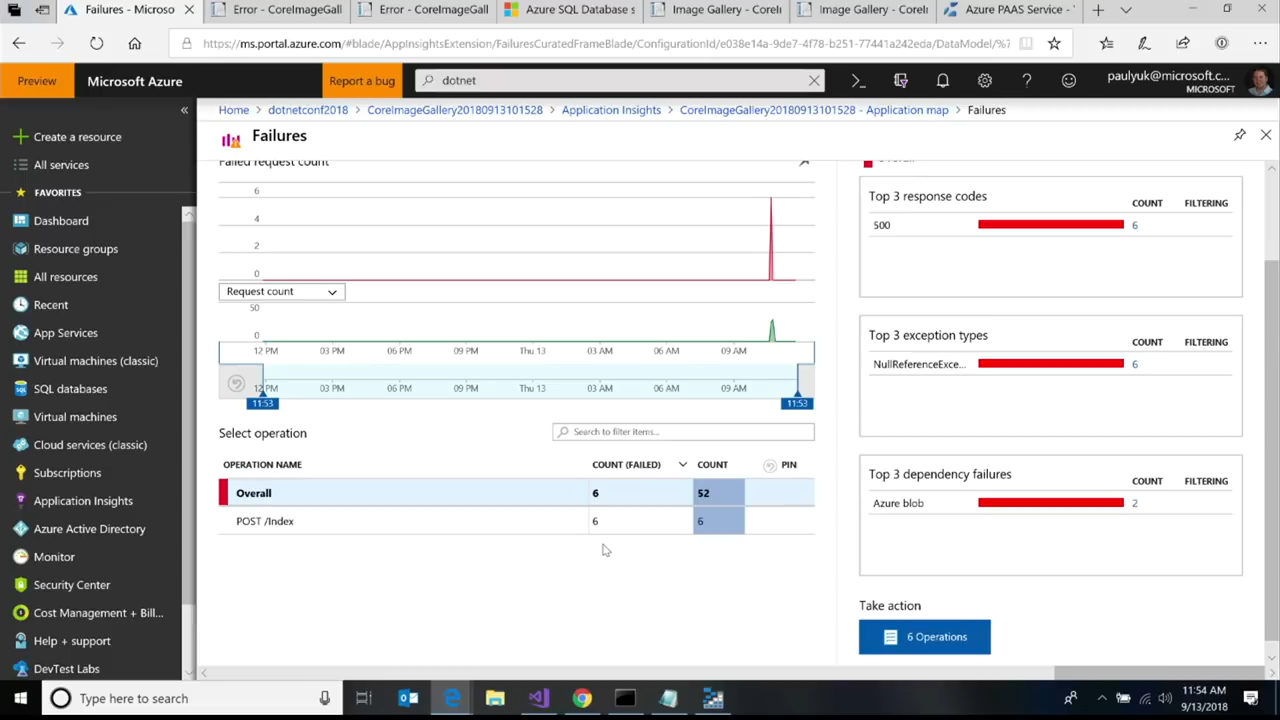 Failures - Microso
Error - CoreImageGall
Error - CoreImageGall
Azure SQL Database s
Image Gallery - CoreI
Image Gallery - CoreI
Azure PAAS Service - '
https://ms.portal.azure.com/#blade/AppInsightsExtension/FailuresCuratedFrameBlade/ConfigurationId/e038e14a-9de7-4f78-b251-77441a242eda/DataModel/%7
Preview
Microsoft Azure
Report a bug
dotnet
paulyuk@microsoft.c...
MICROSOFT
Home > dotnetconf2018 > CoreImageGallery20180913101528 > Application Insights > CoreImageGallery20180913101528 - Application map > Failures
Failures
Create a resource
All services
FAVORITES
Dashboard
Resource groups
All resources
Recent
App Services
Virtual machines (classic)
SQL databases
Virtual machines
Cloud services (classic)
Subscriptions
Application Insights
Azure Active Directory
Monitor
Security Center
Cost Management + Bill...
Help + support
DevTest Labs
Failed request count
6
4
2
0
Request count
50
0
12 PM 03 PM 06 PM 09 PM Thu 13 03 AM 06 AM 09 AM
12 PM 03 PM 06 PM 09 PM Thu 13 03 AM 06 AM 09 AM
11:53 11:53
Select operation
Search to filter items...
OPERATION NAME COUNT (FAILED) COUNT PIN
Overall 6 52
POST /Index 6 6
Overall
Top 3 response codes
COUNT FILTERING
500 6
Top 3 exception types
COUNT FILTERING
NullReferenceExce... 6
Top 3 dependency failures
COUNT FILTERING
Azure blob 2
Take action
6 Operations
Type here to search
11:54 AM
9/13/2018